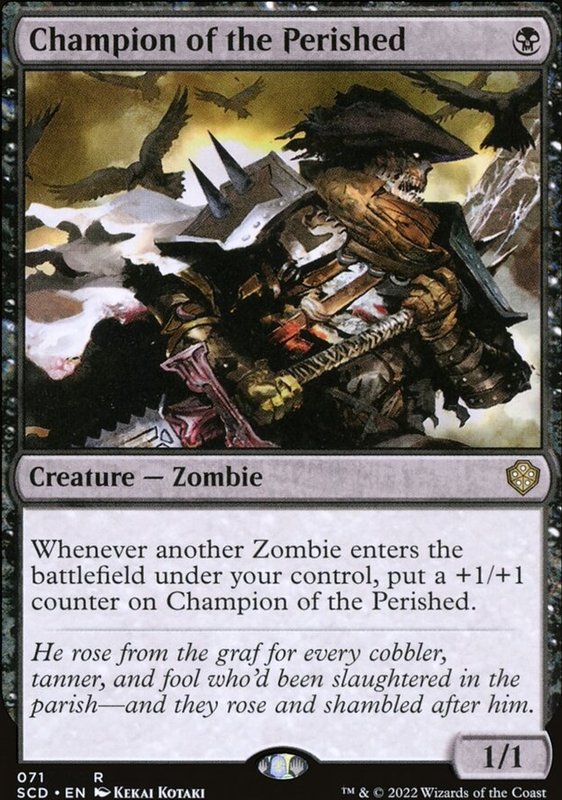 Champion of the Perished
Creature — Zombie
Whenever another Zombie enters the
battlefield under your control, put a +1/+1
counter on Champion of the Perished.
He rose from the graf for every cobbler,
tanner, and fool who'd been slaughtered in the
parish—and they rose and shambled after him.
1/1
071 R
SCD • EN Kekai Kotaki
™ & © 2022 Wizards of the Coast